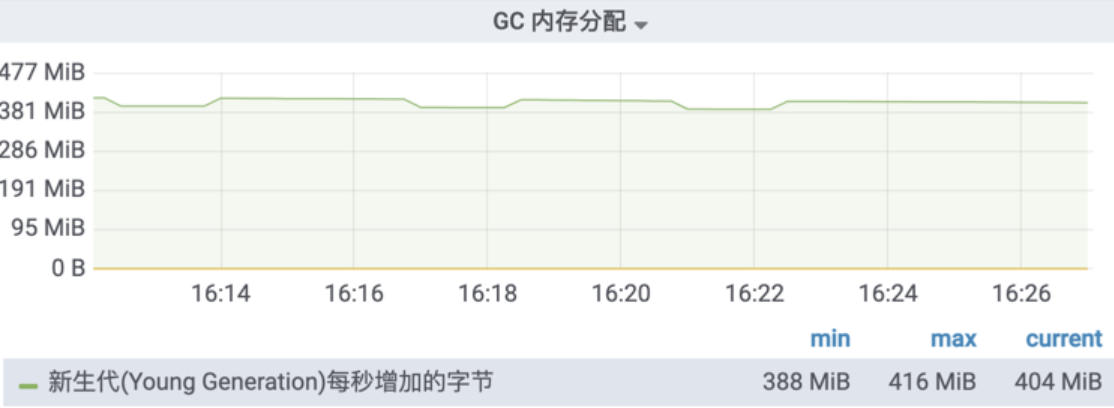 GC 内存分配
477 MiB
381 MiB
286 MiB
191 MiB
95 MiB
0 B
16:14 16:16 16:18 16:20 16:22 16:24 16:26
min max current
新生代(Young Generation)每秒增加的字节 388 MiB 416 MiB 404 MiB